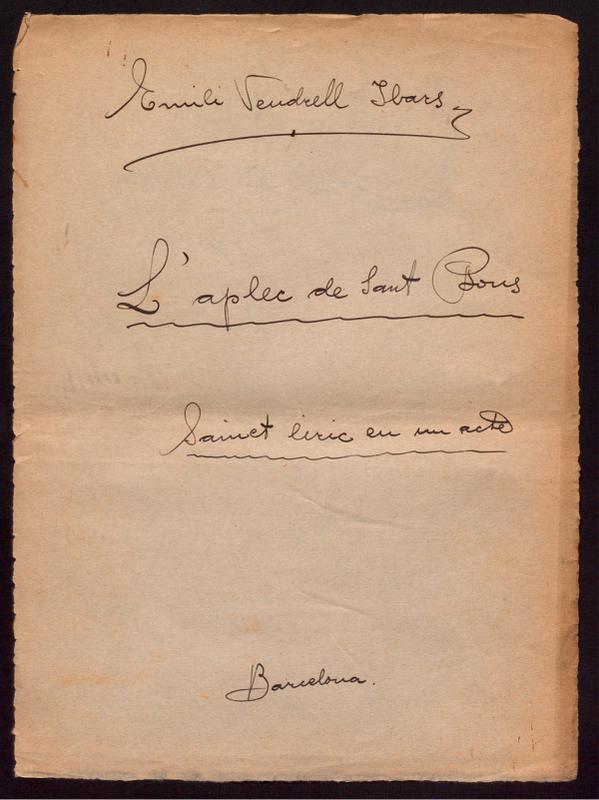 Emili Vendrell Ibars
L'aplec de Sant Pons
Sainet líric en un acte
Barcelona.